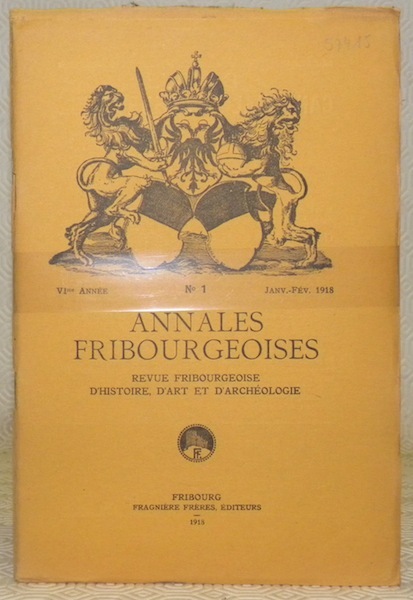 VIme ANNÉE No 1 JANV.-FÉV. 1918
ANNALES
FRIBOURGEOISES
REVUE FRIBOURGEOISE
D'HISTOIRE, D'ART ET D'ARCHÉOLOGIE
FRIBOURG
FRAGNIÈRE FRÈRES, ÉDITEURS
1918